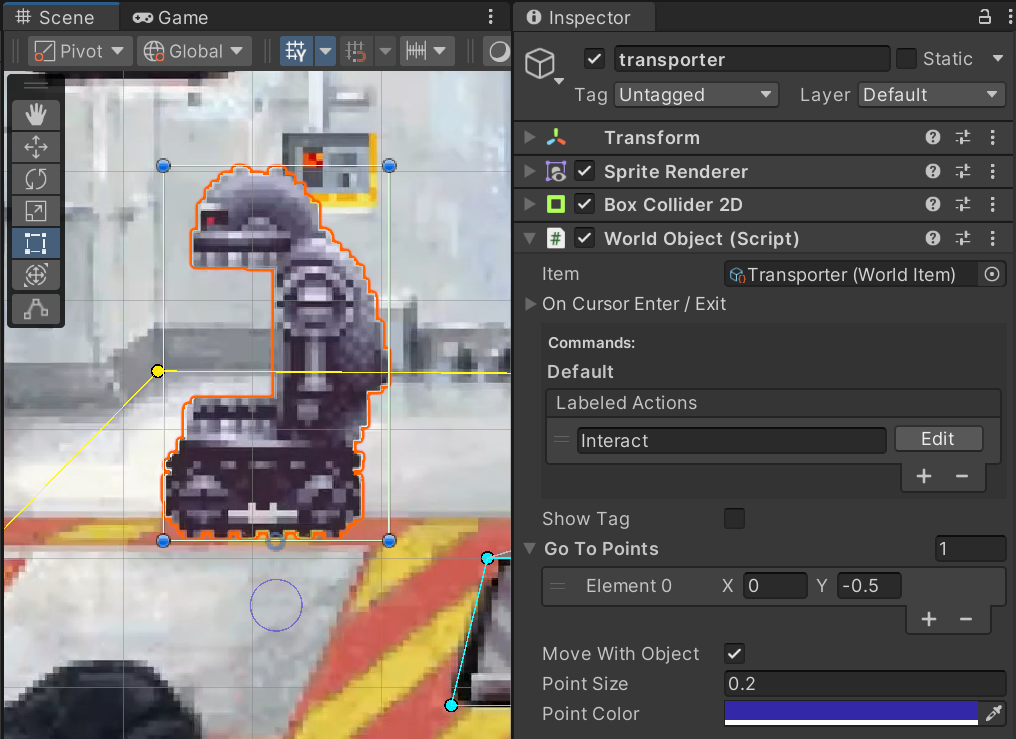 Scene
Game
Inspector
Pivot
Global
transporter
Static
Tag Untagged
Layer Default
Transform
Sprite Renderer
Box Collider 2D
World Object (Script)
Item
Transporter (World Item)
On Cursor Enter / Exit
Commands:
Default
Labeled Actions
Interact
Edit
Show Tag
Go To Points
1
Element 0
X 0
Y -0.5
Move With Object
Point Size
0.2
Point Color